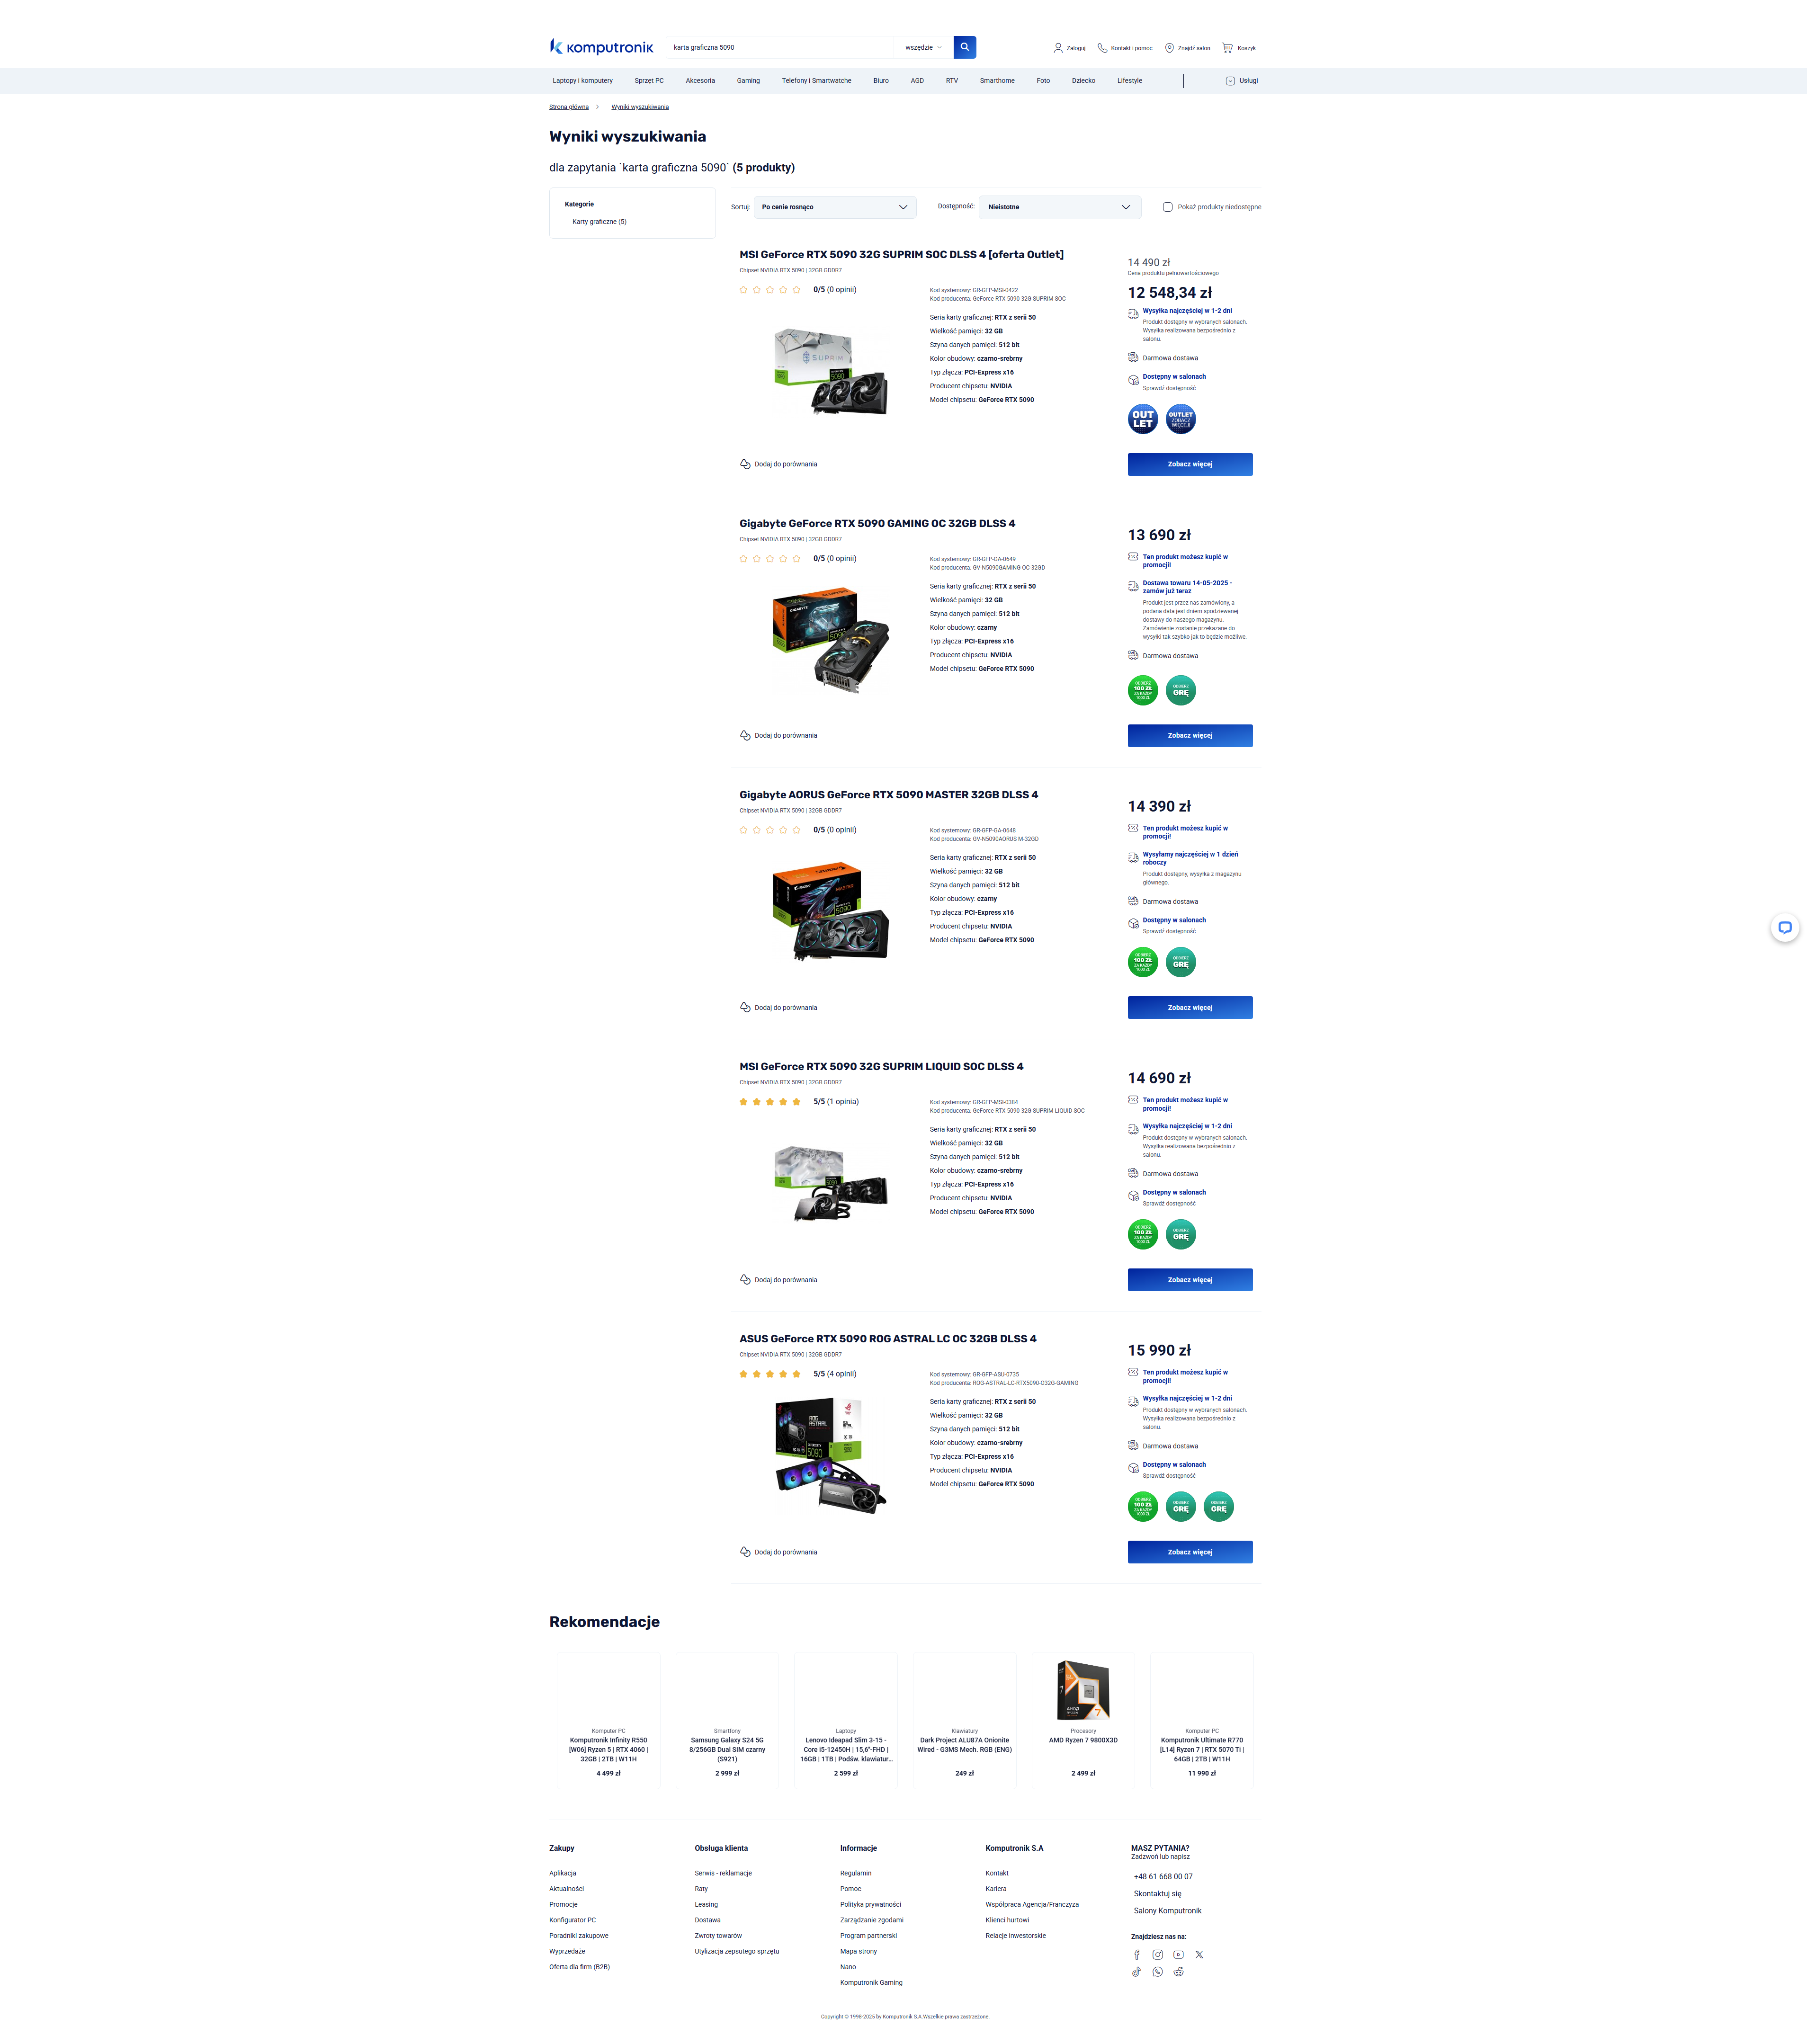 komputronik
karta graficzna 5090
wszędzie
Zaloguj
Kontakt i pomoc
Znajdź salon
Koszyk
Laptopy i komputery
Sprzęt PC
Akcesoria
Gaming
Telefony i Smartwatche
Biuro
AGD
RTV
Smarthome
Foto
Dziecko
Lifestyle
Usługi
Strona główna
Wyniki wyszukiwania
Wyniki wyszukiwania
dla zapytania `karta graficzna 5090` (5 produkty)
Kategorie
Karty graficzne (5)
Sortuj:
Po cenie rosnąco
Dostępność:
Nieistotne
Pokaż produkty niedostępne
MSI GeForce RTX 5090 32G SUPRIM SOC DLSS 4 [oferta Outlet]
Chipset NVIDIA RTX 5090 | 32GB GDDR7
0/5 (0 opinii)
Kod systemowy: GR-GFP-MSI-0422
Kod producenta: GeForce RTX 5090 32G SUPRIM SOC
Seria karty graficznej: RTX z serii 50
Wielkość pamięci: 32 GB
Szyna danych pamięci: 512 bit
Kolor obudowy: czarno-srebrny
Typ złącza: PCI-Express x16
Producent chipsetu: NVIDIA
Model chipsetu: GeForce RTX 5090
SUPRIM
5090
Dodaj do porównania
14 490 zł
Cena produktu pełnowartościowego
12 548,34 zł
Wysyłka najczęściej w 1-2 dni
Produkt dostępny w wybranych salonach.
Wysyłka realizowana bezpośrednio z
salonu.
Darmowa dostawa
Dostępny w salonach
Sprawdź dostępność
OUT
LET
OUTLET
ZOBACZ
WIĘCEJ
Zobacz więcej
Gigabyte GeForce RTX 5090 GAMING OC 32GB DLSS 4
Chipset NVIDIA RTX 5090 | 32GB GDDR7
0/5 (0 opinii)
Kod systemowy: GR-GFP-GA-0649
Kod producenta: GV-N5090GAMING OC-32GD
Seria karty graficznej: RTX z serii 50
Wielkość pamięci: 32 GB
Szyna danych pamięci: 512 bit
Kolor obudowy: czarny
Typ złącza: PCI-Express x16
Producent chipsetu: NVIDIA
Model chipsetu: GeForce RTX 5090
GIGABYTE
Dodaj do porównania
13 690 zł
Ten produkt możesz kupić w
promocji!
Dostawa towaru 14-05-2025 -
zamów już teraz
Produkt jest przez nas zamówiony, a
podana data jest dniem spodziewanej
dostawy do naszego magazynu.
Zamówienie zostanie przekazane do
wysyłki tak szybko jak to będzie możliwe.
Darmowa dostawa
ODBIERZ
100 ZŁ
ZA KAŻDY
1000 ZŁ
ODBIERZ
GRĘ
Zobacz więcej
Gigabyte AORUS GeForce RTX 5090 MASTER 32GB DLSS 4
Chipset NVIDIA RTX 5090 | 32GB GDDR7
0/5 (0 opinii)
Kod systemowy: GR-GFP-GA-0648
Kod producenta: GV-N5090AORUS M-32GD
Seria karty graficznej: RTX z serii 50
Wielkość pamięci: 32 GB
Szyna danych pamięci: 512 bit
Kolor obudowy: czarny
Typ złącza: PCI-Express x16
Producent chipsetu: NVIDIA
Model chipsetu: GeForce RTX 5090
MASTER
5090
Dodaj do porównania
14 390 zł
Ten produkt możesz kupić w
promocji!
Wysyłamy najczęściej w 1 dzień
roboczy
Produkt dostępny, wysyłka z magazynu
głównego.
Darmowa dostawa
Dostępny w salonach
Sprawdź dostępność
ODBIERZ
100 ZŁ
ZA KAŻDY
1000 ZŁ
ODBIERZ
GRĘ
Zobacz więcej
MSI GeForce RTX 5090 32G SUPRIM LIQUID SOC DLSS 4
Chipset NVIDIA RTX 5090 | 32GB GDDR7
5/5 (1 opinia)
Kod systemowy: GR-GFP-MSI-0384
Kod producenta: GeForce RTX 5090 32G SUPRIM LIQUID SOC
Seria karty graficznej: RTX z serii 50
Wielkość pamięci: 32 GB
Szyna danych pamięci: 512 bit
Kolor obudowy: czarno-srebrny
Typ złącza: PCI-Express x16
Producent chipsetu: NVIDIA
Model chipsetu: GeForce RTX 5090
Dodaj do porównania
14 690 zł
Ten produkt możesz kupić w
promocji!
Wysyłka najczęściej w 1-2 dni
Produkt dostępny w wybranych salonach.
Wysyłka realizowana bezpośrednio z
salonu.
Darmowa dostawa
Dostępny w salonach
Sprawdź dostępność
ODBIERZ
100 ZŁ
ZA KAŻDY
1000 ZŁ
ODBIERZ
GRĘ
Zobacz więcej
ASUS GeForce RTX 5090 ROG ASTRAL LC OC 32GB DLSS 4
Chipset NVIDIA RTX 5090 | 32GB GDDR7
5/5 (4 opinii)
Kod systemowy: GR-GFP-ASU-0735
Kod producenta: ROG-ASTRAL-LC-RTX5090-O32G-GAMING
Seria karty graficznej: RTX z serii 50
Wielkość pamięci: 32 GB
Szyna danych pamięci: 512 bit
Kolor obudowy: czarno-srebrny
Typ złącza: PCI-Express x16
Producent chipsetu: NVIDIA
Model chipsetu: GeForce RTX 5090
ROG
ASTRAL
5090
Dodaj do porównania
15 990 zł
Ten produkt możesz kupić w
promocji!
Wysyłka najczęściej w 1-2 dni
Produkt dostępny w wybranych salonach.
Wysyłka realizowana bezpośrednio z
salonu.
Darmowa dostawa
Dostępny w salonach
Sprawdź dostępność
ODBIERZ
100 ZŁ
ZA KAŻDY
1000 ZŁ
ODBIERZ
GRĘ
ODBIERZ
GRĘ
Zobacz więcej
Rekomendacje
Komputer PC
Komputronik Infinity R550
[W06] Ryzen 5 | RTX 4060 |
32GB | 2TB | W11H
4 499 zł
Smartfony
Samsung Galaxy S24 5G
8/256GB Dual SIM czarny
(S921)
2 999 zł
Laptopy
Lenovo Ideapad Slim 3-15 -
Core i5-12450H | 15,6"-FHD |
16GB | 1TB | Podśw. klawiatur...
2 599 zł
Klawiatury
Dark Project ALU87A Onionite
Wired - G3MS Mech. RGB (ENG)
249 zł
Procesory
AMD Ryzen 7 9800X3D
2 499 zł
Komputer PC
Komputronik Ultimate R770
[L14] Ryzen 7 | RTX 5070 Ti |
64GB | 2TB | W11H
11 990 zł
Zakupy
Aplikacja
Aktualności
Promocje
Konfigurator PC
Poradniki zakupowe
Wyprzedaże
Oferta dla firm (B2B)
Obsługa klienta
Serwis - reklamacje
Raty
Leasing
Dostawa
Zwroty towarów
Utylizacja zepsutego sprzętu
Informacje
Regulamin
Pomoc
Polityka prywatności
Zarządzanie zgodami
Program partnerski
Mapa strony
Nano
Komputronik Gaming
Komputronik S.A
Kontakt
Kariera
Współpraca Agencja/Franczyza
Klienci hurtowi
Relacje inwestorskie
MASZ PYTANIA?
Zadzwoń lub napisz
+48 61 668 00 07
Skontaktuj się
Salony Komputronik
Znajdziesz nas na:
Copyright © 1998-2025 by Komputronik S.A.Wszelkie prawa zastrzeżone.